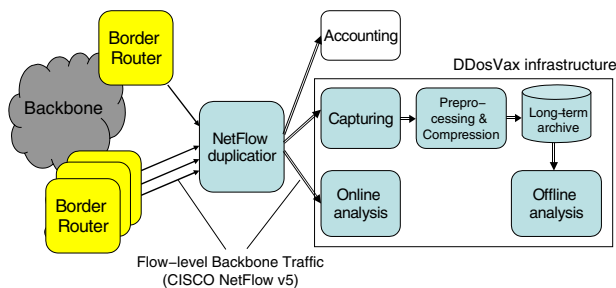 Border
Router
Backbone
Border
Router
NetFlow
duplicatior
Accounting
DDosVax infrastructure
Capturing
Prepro-
cessing &
Compression
Long-term
archive
Online
analysis
Offline
analysis
Flow-level Backbone Traffic
(CISCO NetFlow v5)